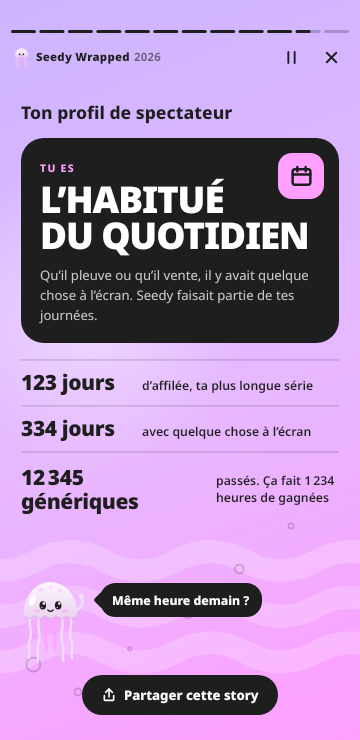 Seedy Wrapped 2026
Ton profil de spectateur
TU ES
L’HABITUÉ
DU QUOTIDIEN
Qu’il pleuve ou qu’il vente, il y avait quelque
chose à l’écran. Seedy faisait partie de tes
journées.
123 jours d’affilée, ta plus longue série
334 jours avec quelque chose à l’écran
12 345
génériques
passés. Ça fait 1 234
heures de gagnées
Même heure demain ?
Partager cette story